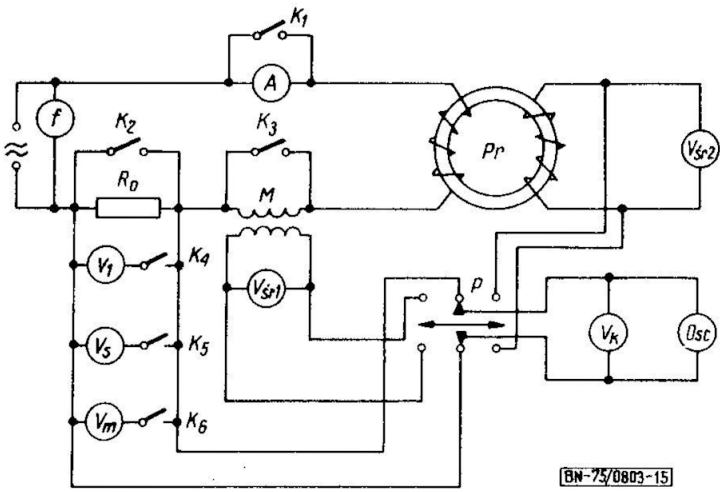 K1
A
f
K2
K3
Pr
Vśr2
≈
R0
M
V1
K4
Vśr1
P
Vs
K5
Vk
Osc
Vm
K6
BN-75/0803-15